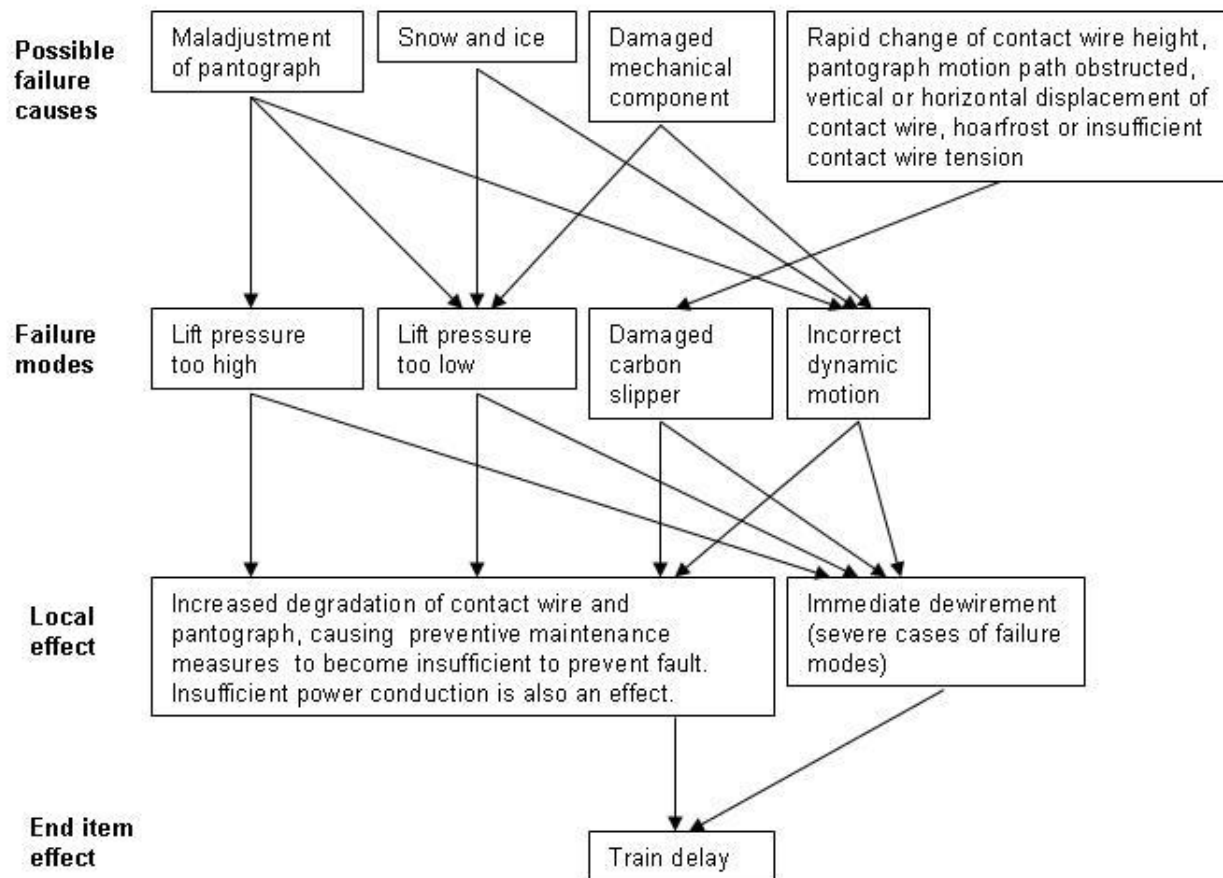 Possible
failure
causes
Maladjustment
of pantograph
Snow and ice
Damaged
mechanical
component
Rapid change of contact wire height,
pantograph motion path obstructed,
vertical or horizontal displacement of
contact wire, hoarfrost or insufficient
contact wire tension
Failure
modes
Lift pressure
too high
Lift pressure
too low
Damaged
carbon
slipper
Incorrect
dynamic
motion
Local
effect
Increased degradation of contact wire and
pantograph, causing preventive maintenance
measures to become insufficient to prevent fault.
Insufficient power conduction is also an effect.
Immediate dewirement
(severe cases of failure
modes)
End item
effect
Train delay